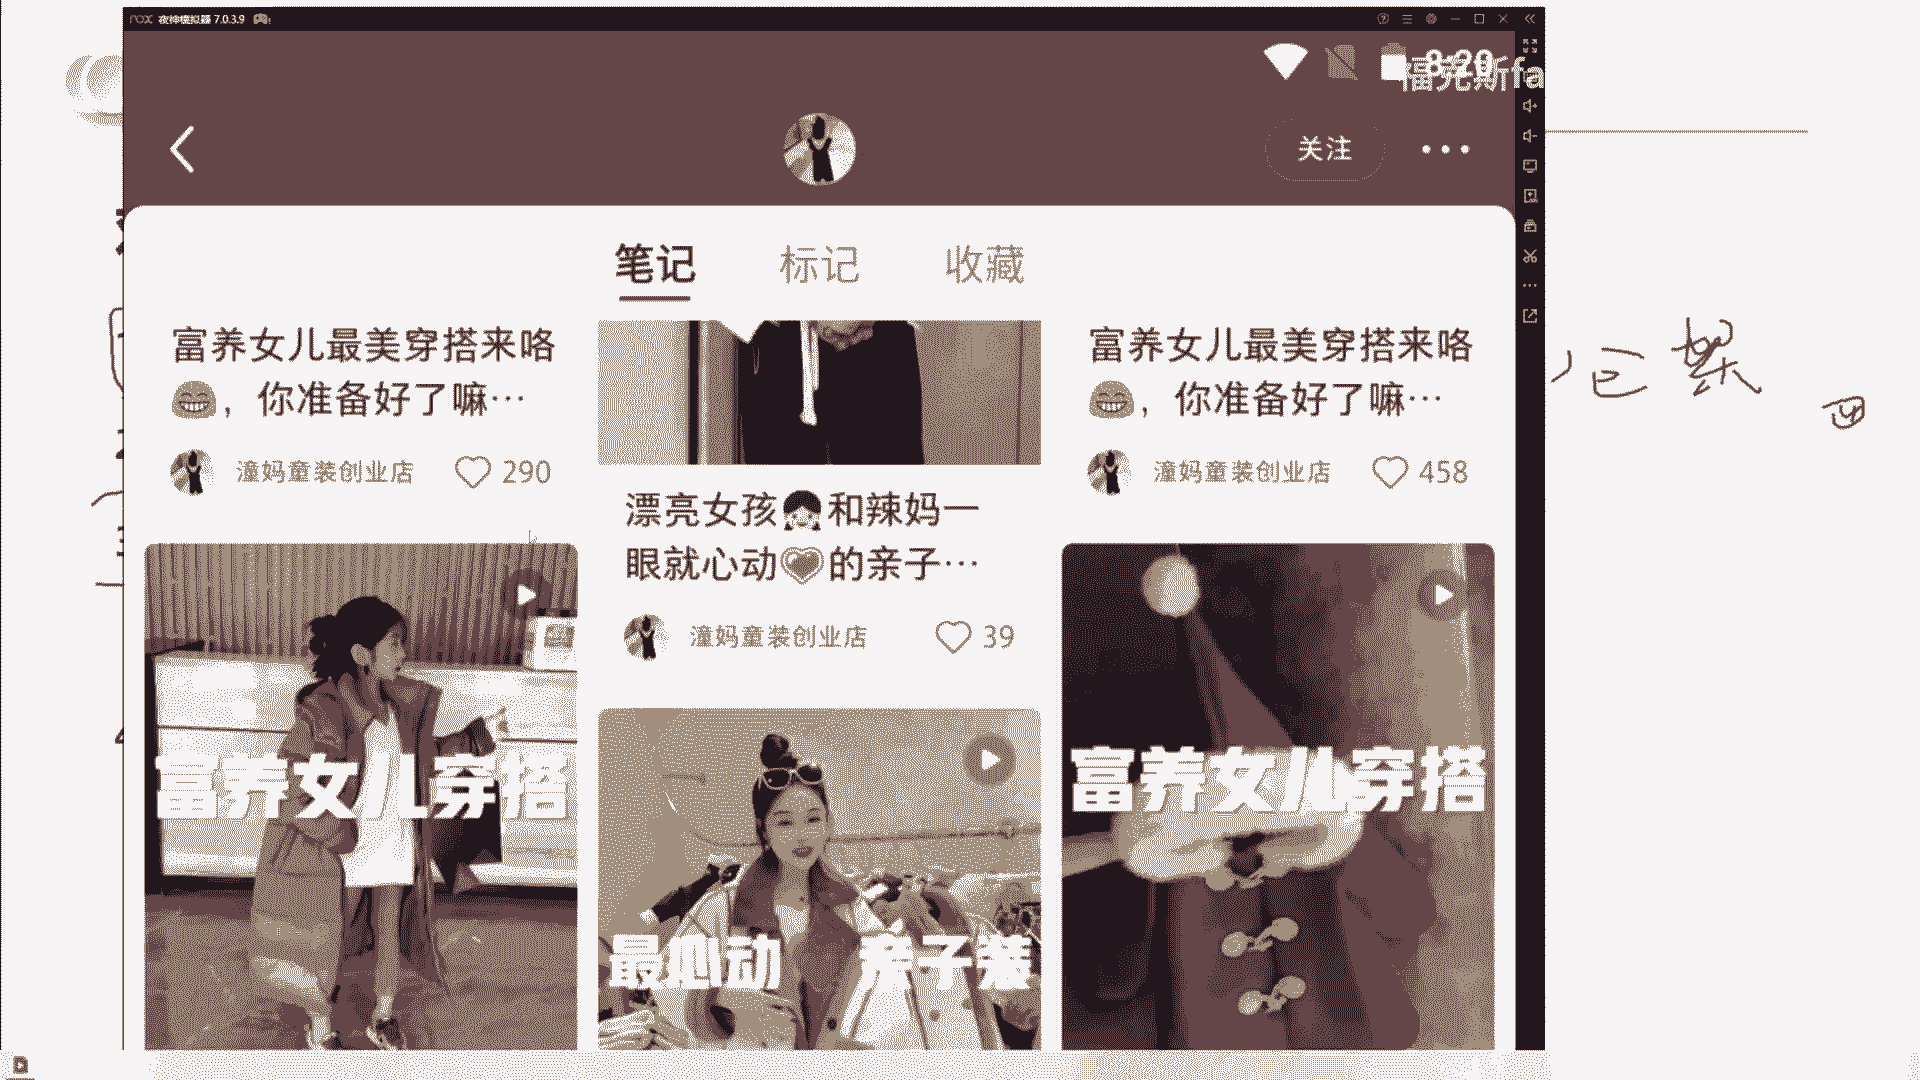 nox 夜神模拟器 7.0.3.9
8:20
福克斯fa
关注
笔记 标记 收藏
富养女儿最美穿搭来咯
😁，你准备好了嘛…
潼妈童装创业店 290
漂亮女孩👧和辣妈一
眼就心动💗的亲子…
潼妈童装创业店 39
富养女儿最美穿搭来咯
😁，你准备好了嘛…
潼妈童装创业店 458
富养女儿穿搭
最心动 亲子装
富养女儿穿搭